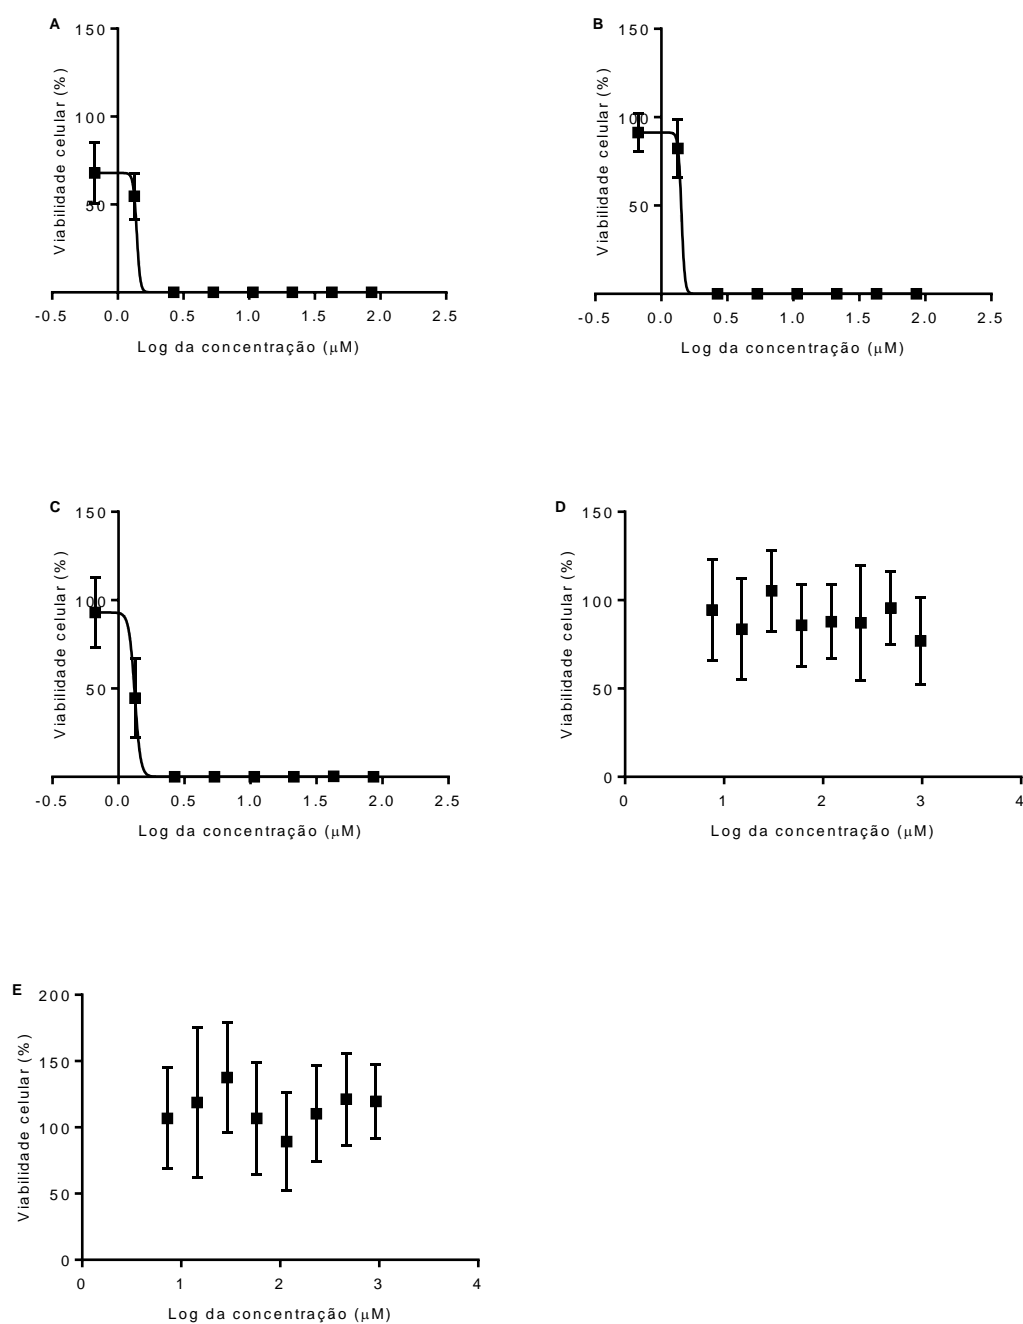 A
150
100
50
Viabilidade celular (%)
-0.5 0.0 0.5 1.0 1.5 2.0 2.5
Log da concentração (μM)
B
150
100
50
Viabilidade celular (%)
-0.5 0.0 0.5 1.0 1.5 2.0 2.5
Log da concentração (μM)
C
150
100
50
Viabilidade celular (%)
-0.5 0.0 0.5 1.0 1.5 2.0 2.5
Log da concentração (μM)
D
150
100
50
0
Viabilidade celular (%)
0 1 2 3 4
Log da concentração (μM)
E
200
150
100
50
0
Viabilidade celular (%)
0 1 2 3 4
Log da concentração (μM)